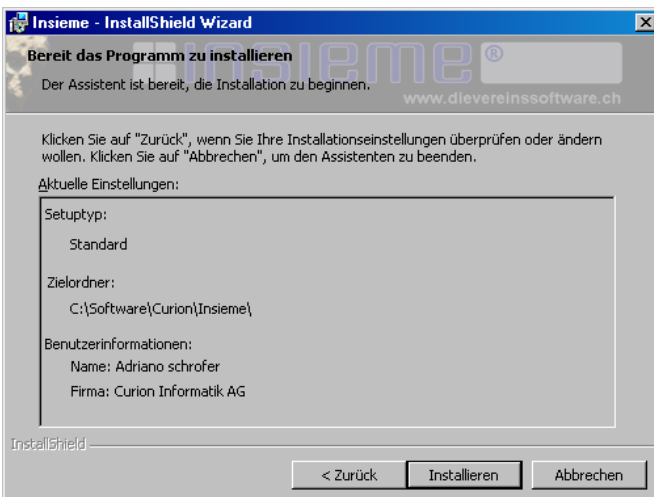 Insieme - InstallShield Wizard
insieme®
Bereit das Programm zu installieren
Der Assistent ist bereit, die Installation zu beginnen.
www.dievereinssoftware.ch
Klicken Sie auf "Zurück", wenn Sie Ihre Installationseinstellungen überprüfen oder ändern
wollen. Klicken Sie auf "Abbrechen", um den Assistenten zu beenden.
Aktuelle Einstellungen:
Setuptyp:
Standard
Zielordner:
C:\Software\Curion\Insieme\
Benutzerinformationen:
Name: Adriano schrofer
Firma: Curion Informatik AG
InstallShield
< Zurück
Installieren
Abbrechen